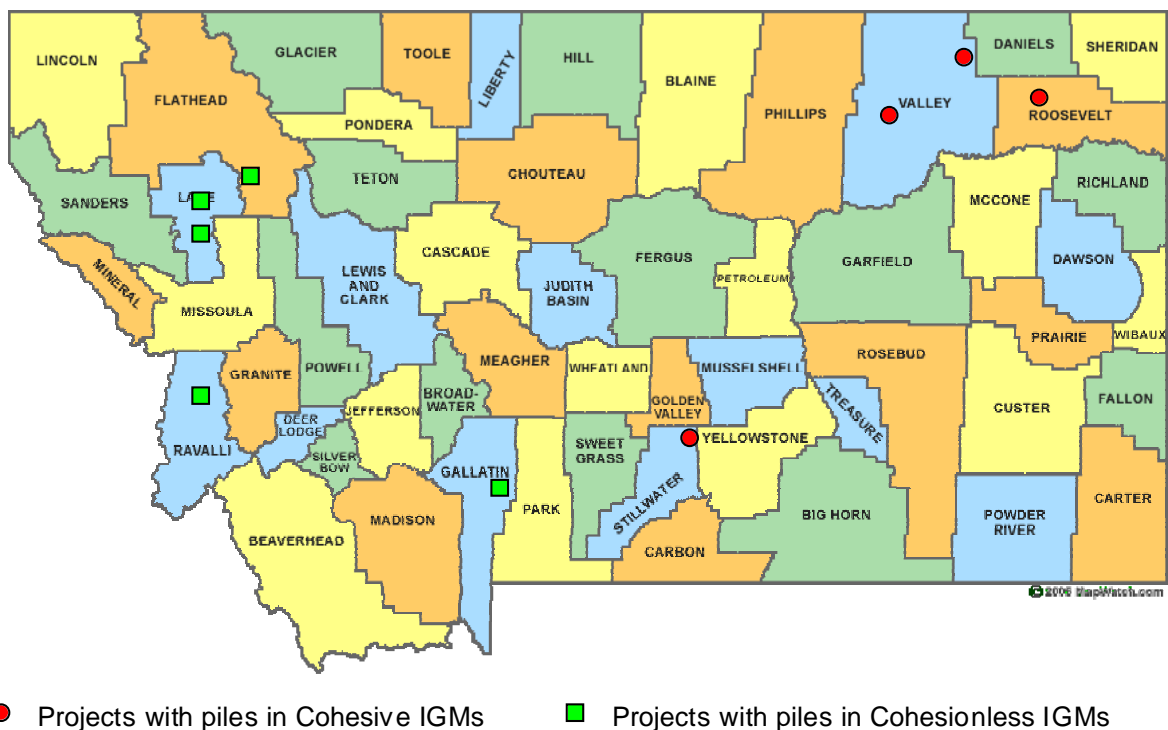 LINCOLN
FLATHEAD
GLACIER
TOOLE
LIBERTY
HILL
BLAINE
PHILLIPS
VALLEY
DANIELS
SHERIDAN
ROOSEVELT
PONDERA
TETON
CHOUTEAU
SANDERS
LAKE
MCCONE
RICHLAND
DAWSON
MINERAL
MISSOULA
LEWIS
AND
CLARK
CASCADE
JUDITH
BASIN
FERGUS
PETROLEUM
GARFIELD
WIBAUX
PRAIRIE
POWELL
GRANITE
MEAGHER
WHEATLAND
GOLDEN
VALLEY
MUSSELSHELL
ROSEBUD
TREASURE
CUSTER
FALLON
RAVALLI
DEER
LODGE
SILVER
BOW
JEFFERSON
BROAD-
WATER
GALLATIN
PARK
SWEET
GRASS
STILLWATER
YELLOWSTONE
BIG HORN
POWDER
RIVER
CARTER
BEAVERHEAD
MADISON
CARBON
© 2006 MapWatch.com
Projects with piles in Cohesive IGMs
Projects with piles in Cohesionless IGMs